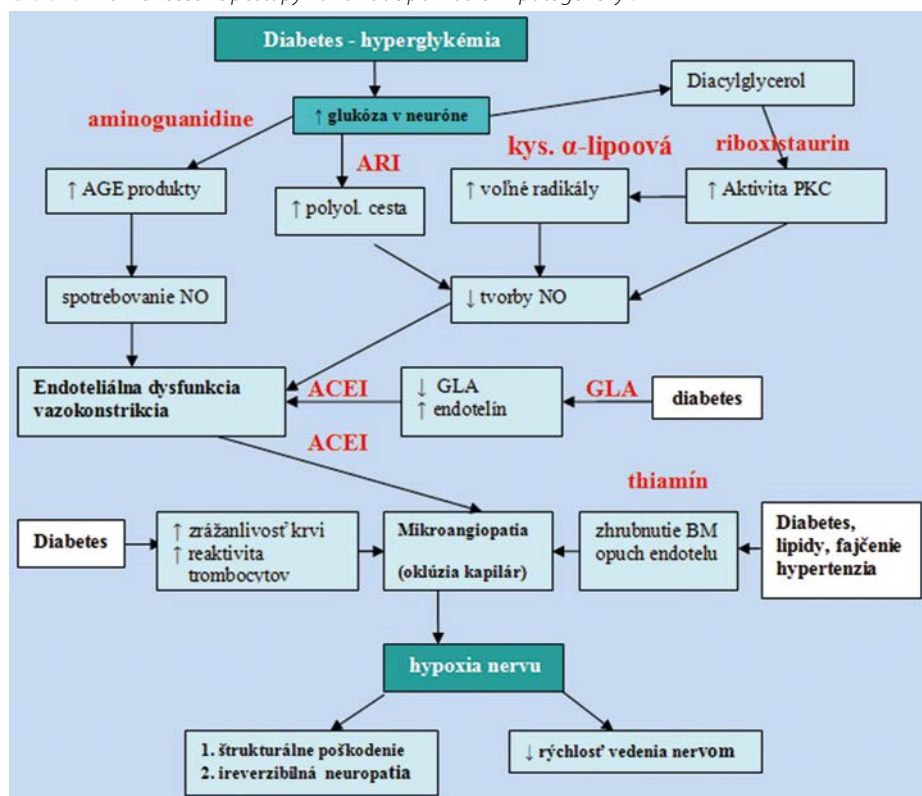 Diabetes - hyperglykémia
Diacylglycerol
aminoguanidine
↑ glukóza v neuróne
kys. α-lipoová
riboxistaurin
ARI
↑ AGE produkty
↑ voľné radikály
↑ Aktivita PKC
↑ polyol. cesta
spotrebovanie NO
↓ tvorby NO
Endoteliálna dysfunkcia
vazokonstrikcia
ACEI
↓ GLA
↑ endotelín
GLA
diabetes
ACEI
thiamín
Diabetes
↑ zrážanlivosť krvi
↑ reaktivita
trombocytov
Mikroangiopatia
(oklúzia kapilár)
zhrubnutie BM
opuch endotelu
Diabetes,
lipidy, fajčenie
hypertenzia
hypoxia nervu
1. štrukturálne poškodenie
2. ireverzibilná neuropatia
↓ rýchlosť vedenia nervom